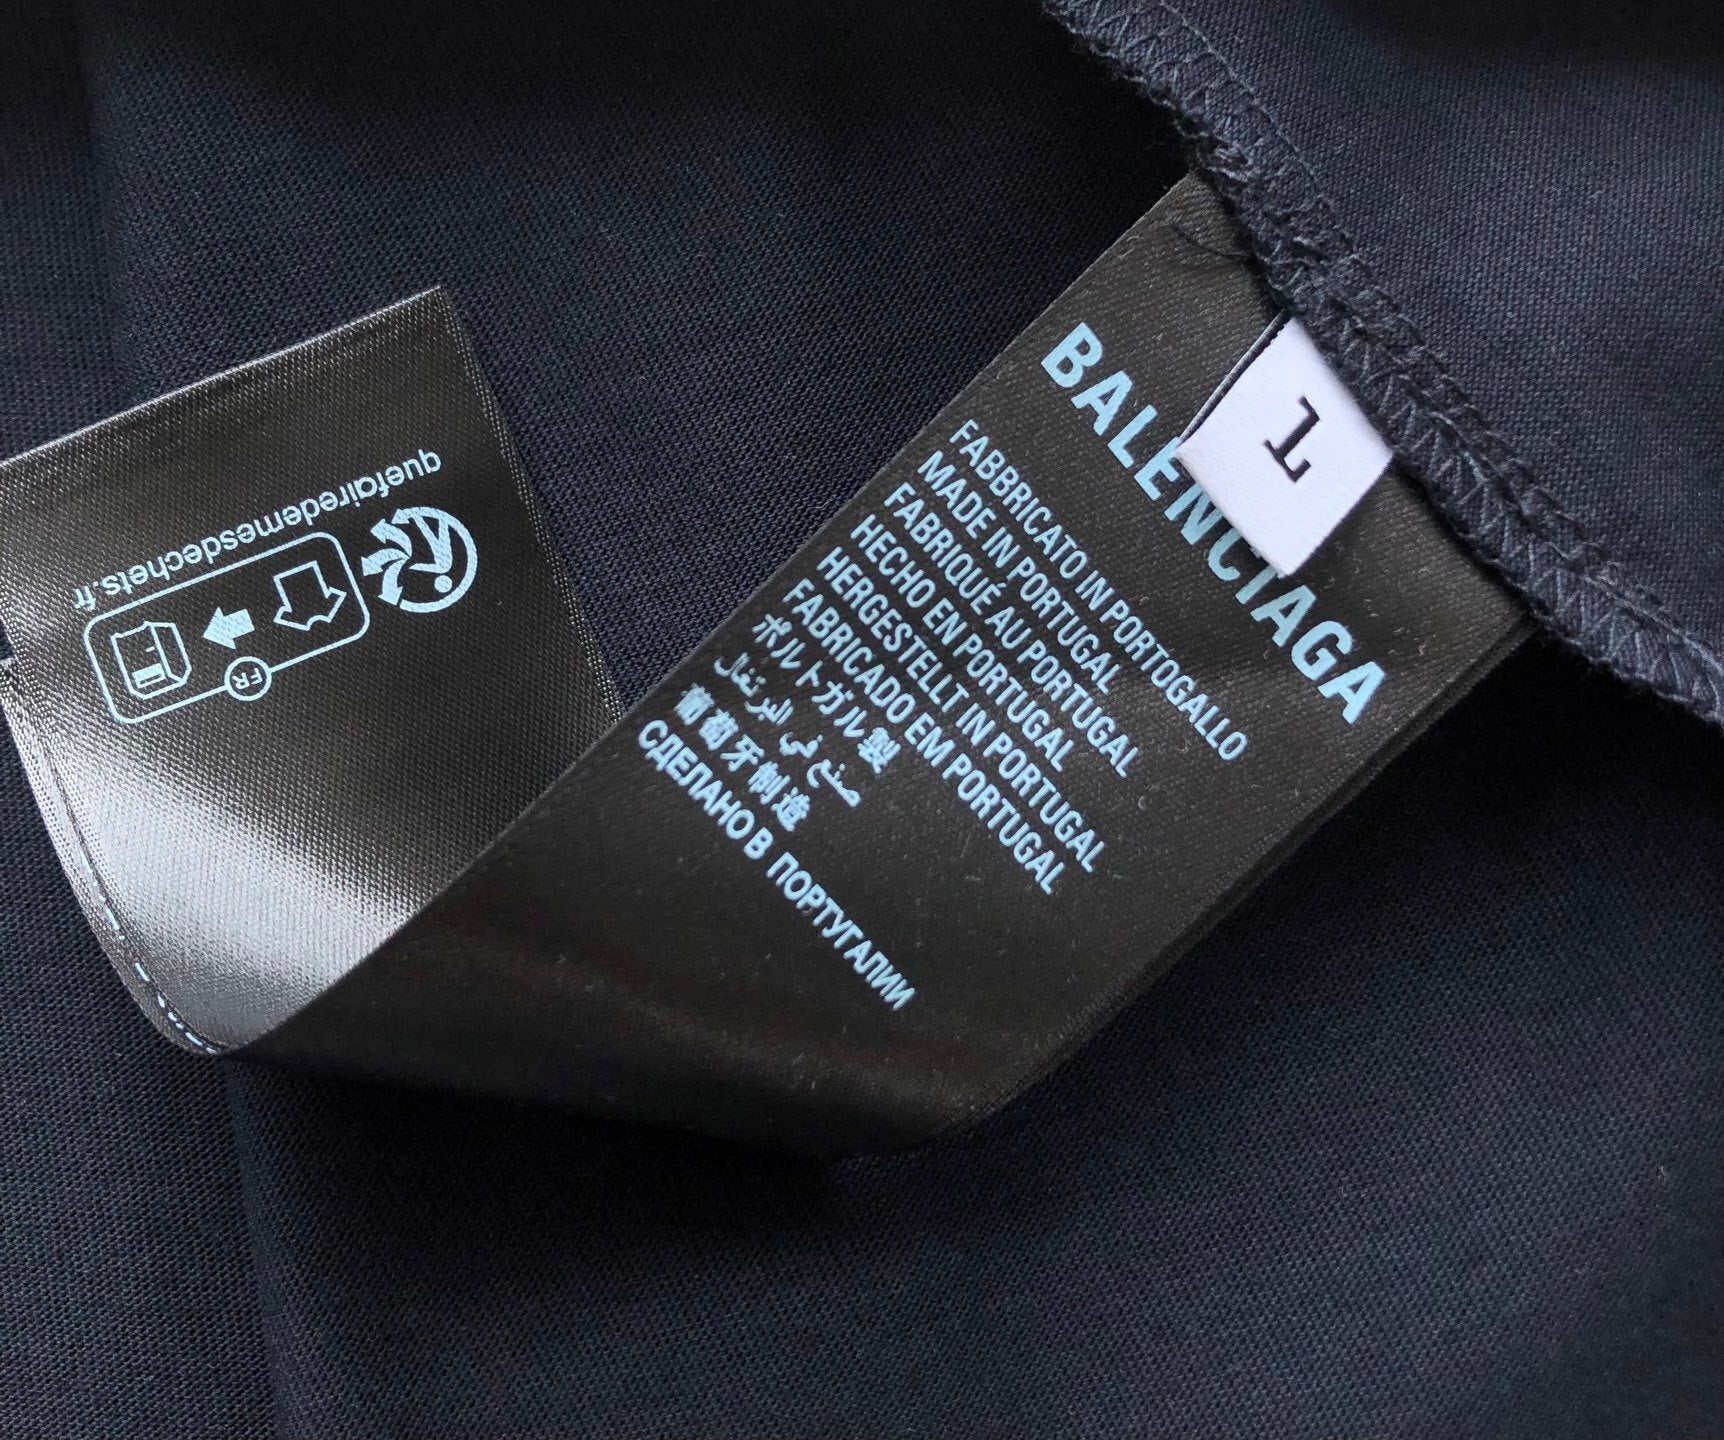 BALENCIAGA
L
FABBRICATO IN PORTOGALLO
MADE IN PORTUGAL
FABRIQUÉ AU PORTUGAL
HECHO EN PORTUGAL
HERGESTELLT IN PORTUGAL
FABRICADO EM PORTUGAL
ポルトガル製
صنع في البرتغال
葡萄牙制造
СДЕЛАНО В ПОРТУГАЛИИ
FR
quefairedemesdechets.fr